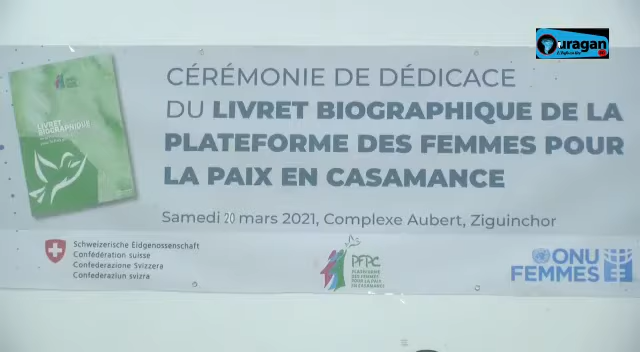 Ouragan
CÉRÉMONIE DE DÉDICACE
DU LIVRET BIOGRAPHIQUE DE LA
PLATEFORME DES FEMMES POUR
LA PAIX EN CASAMANCE
LIVRET
BIOGRAPHIQUE
Samedi 20 mars 2021, Complexe Aubert, Ziguinchor
Schweizerische Eidgenossenschaft
Confédération suisse
Confederazione Svizzera
Confederaziun svizra
PFPC
PLATEFORME
DES FEMMES
POUR LA PAIX
EN CASAMANCE
ONU
FEMMES